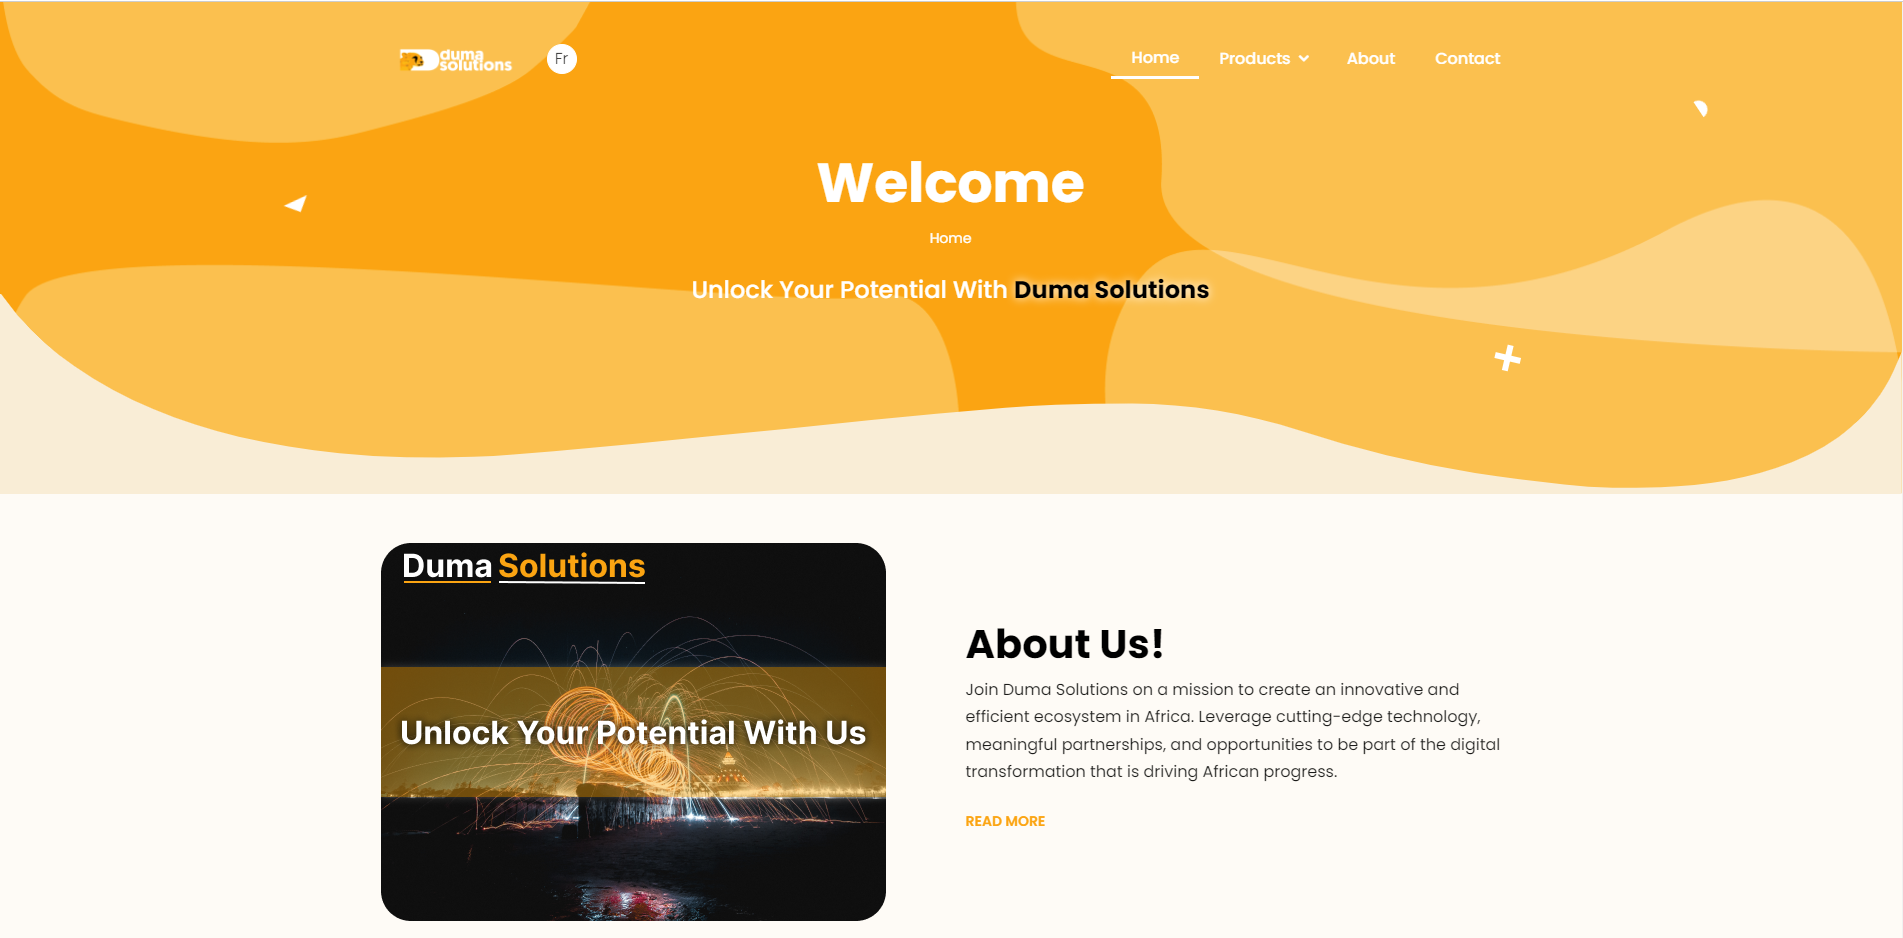 duma
solutions
Fr
Home
Products
About
Contact
Welcome
Home
Unlock Your Potential With Duma Solutions
Duma Solutions
Unlock Your Potential With Us
About Us!
Join Duma Solutions on a mission to create an innovative and
efficient ecosystem in Africa. Leverage cutting-edge technology,
meaningful partnerships, and opportunities to be part of the digital
transformation that is driving African progress.
READ MORE